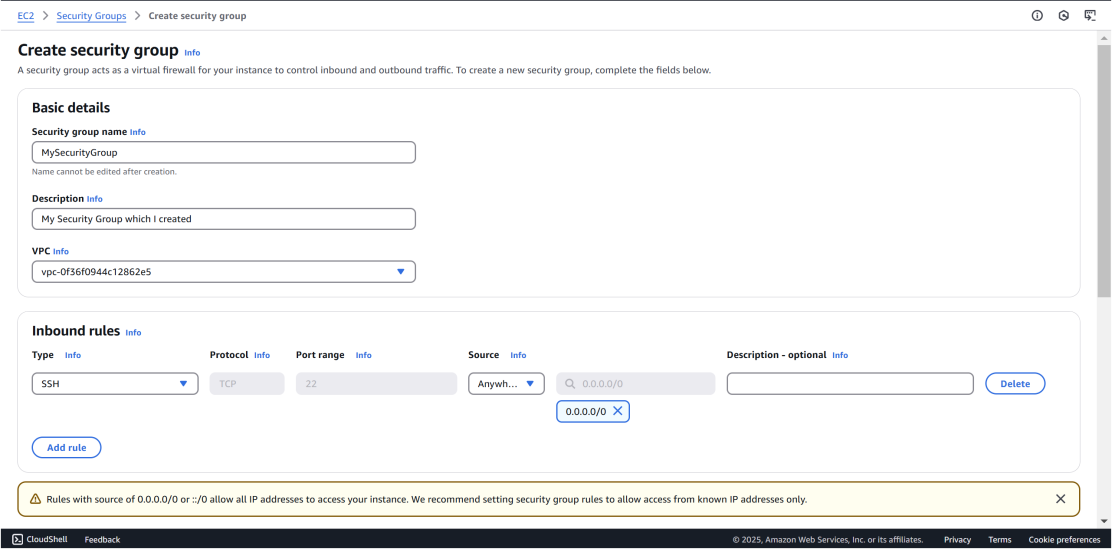 EC2 > Security Groups > Create security group
Create security group Info
A security group acts as a virtual firewall for your instance to control inbound and outbound traffic. To create a new security group, complete the fields below.
Basic details
Security group name Info
MySecurityGroup
Name cannot be edited after creation.
Description Info
My Security Group which I created
VPC Info
vpc-0f36f0944c12862e5
Inbound rules Info
Type Info Protocol Info Port range Info Source Info Description - optional Info
SSH TCP 22 Anywh... 0.0.0.0/0 Delete
0.0.0.0/0
Add rule
Rules with source of 0.0.0.0/0 or ::/0 allow all IP addresses to access your instance. We recommend setting security group rules to allow access from known IP addresses only.
CloudShell Feedback © 2025, Amazon Web Services, Inc. or its affiliates. Privacy Terms Cookie preferences